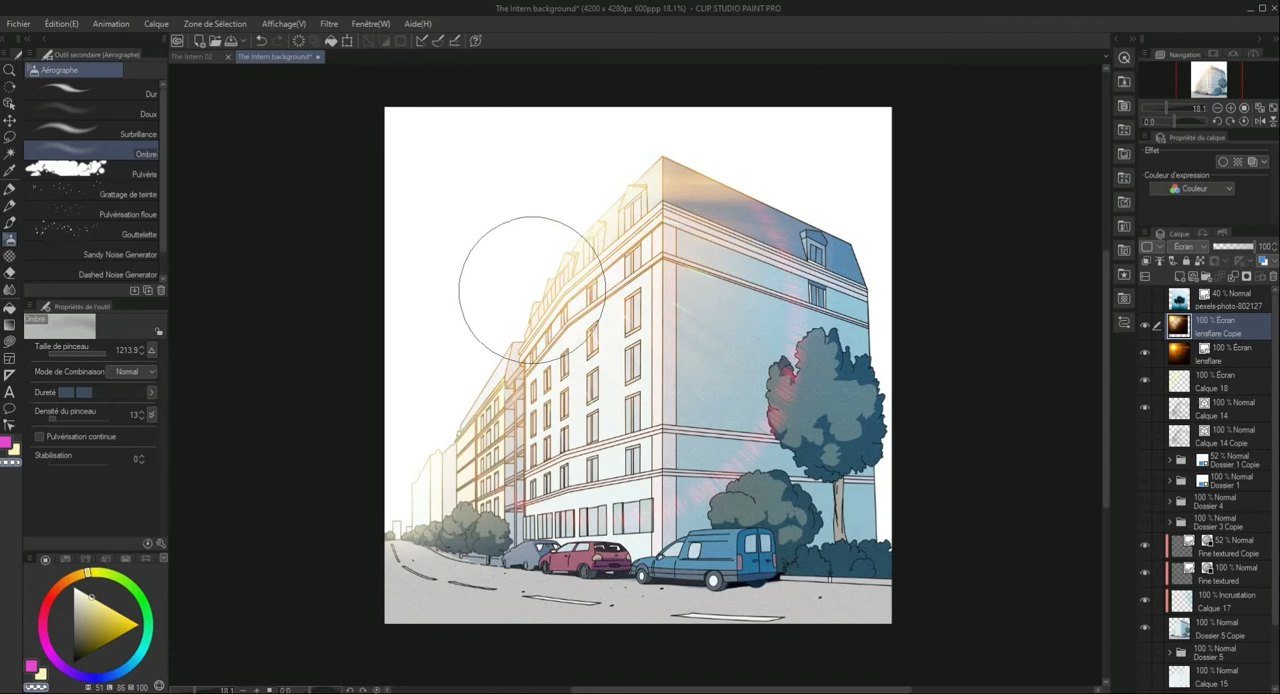 The Intern background* (4200 x 4280px 600ppp 18.1%) - CLIP STUDIO PAINT PRO
Fichier Édition(E) Animation Calque Zone de Sélection Affichage(V) Filtre Fenêtre(W) Aide(H)
Outil secondaire (Aérographe)
The Intern 02
The Intern background*
Aérographe
Dur
Doux
Surbrillance
Ombre
Pulvéris
Grattage de teinte
Pulvérisation floue
Gouttelette
Sandy Noise Generator
Dashed Noise Generator
Propriétés de l'outil
Ombre
Taille de pinceau 1213.9
Mode de Combinaison Normal
Dureté
Densité du pinceau 13
Pulvérisation continue
Stabilisation 0
51 86 100
18.1 0.0
Navigation
18.1
0.0
Propriété du calque
Effet
Couleur d'expression
Couleur
Calque
Écran 100
40 % Normal
pexels-photo-802127
100 % Écran
lensflare Copie
100 % Écran
lensflare
100 % Écran
Calque 18
100 % Normal
Calque 14
100 % Normal
Calque 14 Copie
52 % Normal
Dossier 1 Copie
100 % Normal
Dossier 1
100 % Normal
Dossier 4
100 % Normal
Dossier 3 Copie
52 % Normal
Fine textured Copie
100 % Normal
Fine textured
100 % Incrustation
Calque 17
100 % Normal
Dossier 5 Copie
100 % Normal
Dossier 5
100 % Normal
Calque 15